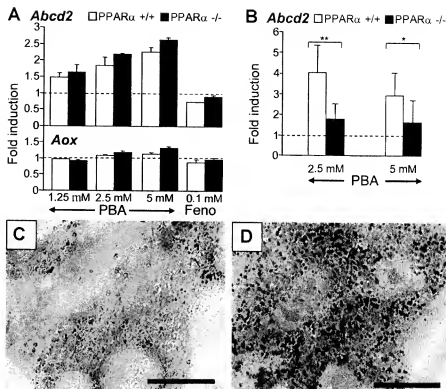 A
Abcd2
PPARα +/+ PPARα -/-
3
2.5
2
1.5
1
0.5
0
Fold induction
Aox
1.5
1
0.5
0
1.25 mM 2.5 mM 5 mM 0.1 mM
PBA Feno
B
Abcd2
PPARα +/+ PPARα -/-
Fold induction
6
5
4
3
2
1
0
** *
2.5 mM 5 mM
PBA
C
D